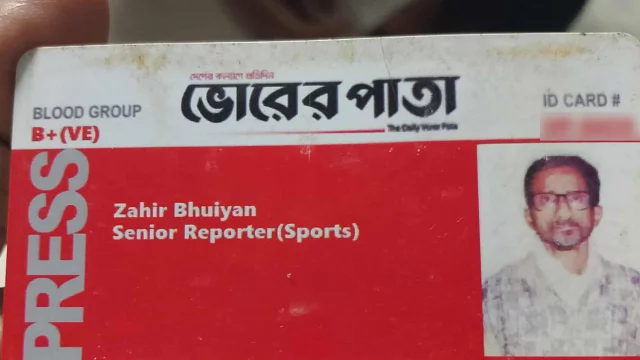 দেশের কল্যাণে প্রতিদিন
ভোরের পাতা
The Daily Vorer Pata
BLOOD GROUP
B+(VE)
ID CARD #
PRESS
Zahir Bhuiyan
Senior Reporter(Sports)